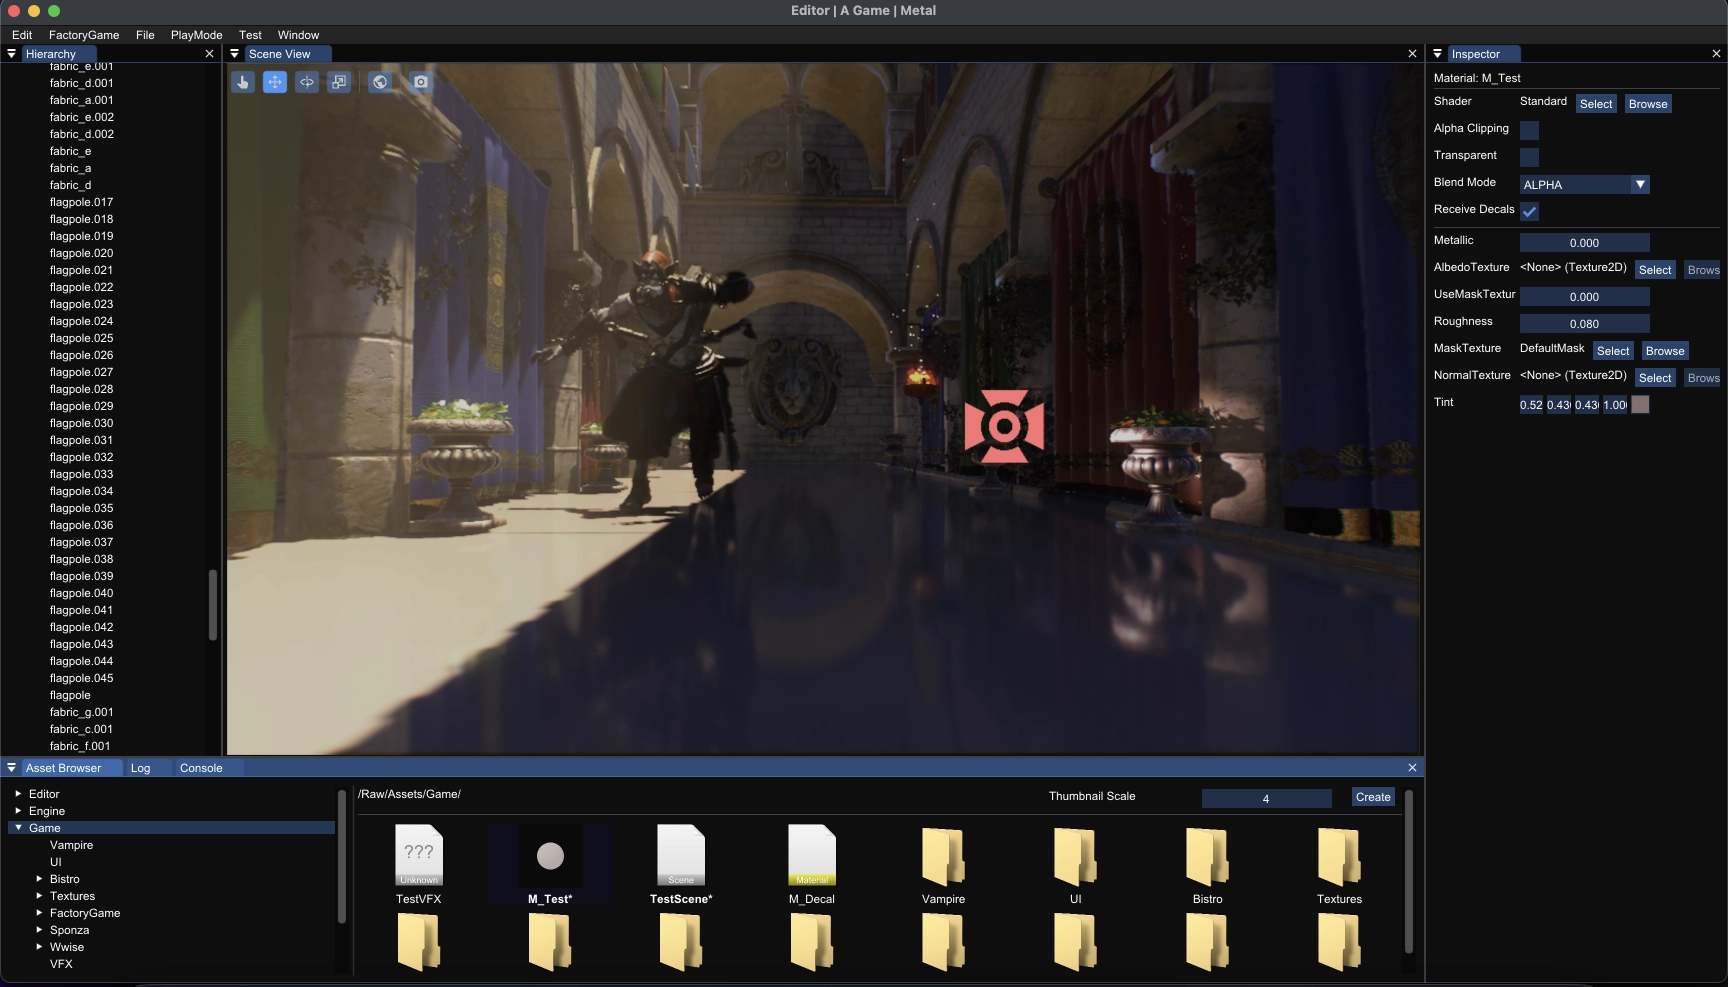 Editor | A Game | Metal
Edit FactoryGame File PlayMode Test Window
Hierarchy
fabric_e.001
fabric_d.001
fabric_a.001
fabric_e.002
fabric_d.002
fabric_e
fabric_a
fabric_d
flagpole.017
flagpole.018
flagpole.019
flagpole.020
flagpole.021
flagpole.022
flagpole.023
flagpole.024
flagpole.025
flagpole.026
flagpole.027
flagpole.028
flagpole.029
flagpole.030
flagpole.031
flagpole.032
flagpole.033
flagpole.034
flagpole.035
flagpole.036
flagpole.037
flagpole.038
flagpole.039
flagpole.040
flagpole.041
flagpole.042
flagpole.043
flagpole.044
flagpole.045
flagpole
fabric_g.001
fabric_c.001
fabric_f.001
Scene View
Inspector
Material: M_Test
Shader Standard Select Browse
Alpha Clipping
Transparent
Blend Mode ALPHA
Receive Decals
Metallic 0.000
AlbedoTexture <None> (Texture2D) Select Brows
UseMaskTextur 0.000
Roughness 0.080
MaskTexture DefaultMask Select Browse
NormalTexture <None> (Texture2D) Select Brows
Tint 0.52 0.43 0.43 1.00
Asset Browser Log Console
Editor
Engine
Game
Vampire
UI
Bistro
Textures
FactoryGame
Sponza
Wwise
VFX
/Raw/Assets/Game/ Thumbnail Scale 4 Create
??? Unknown Scene Material
TestVFX M_Test* TestScene* M_Decal Vampire UI Bistro Textures